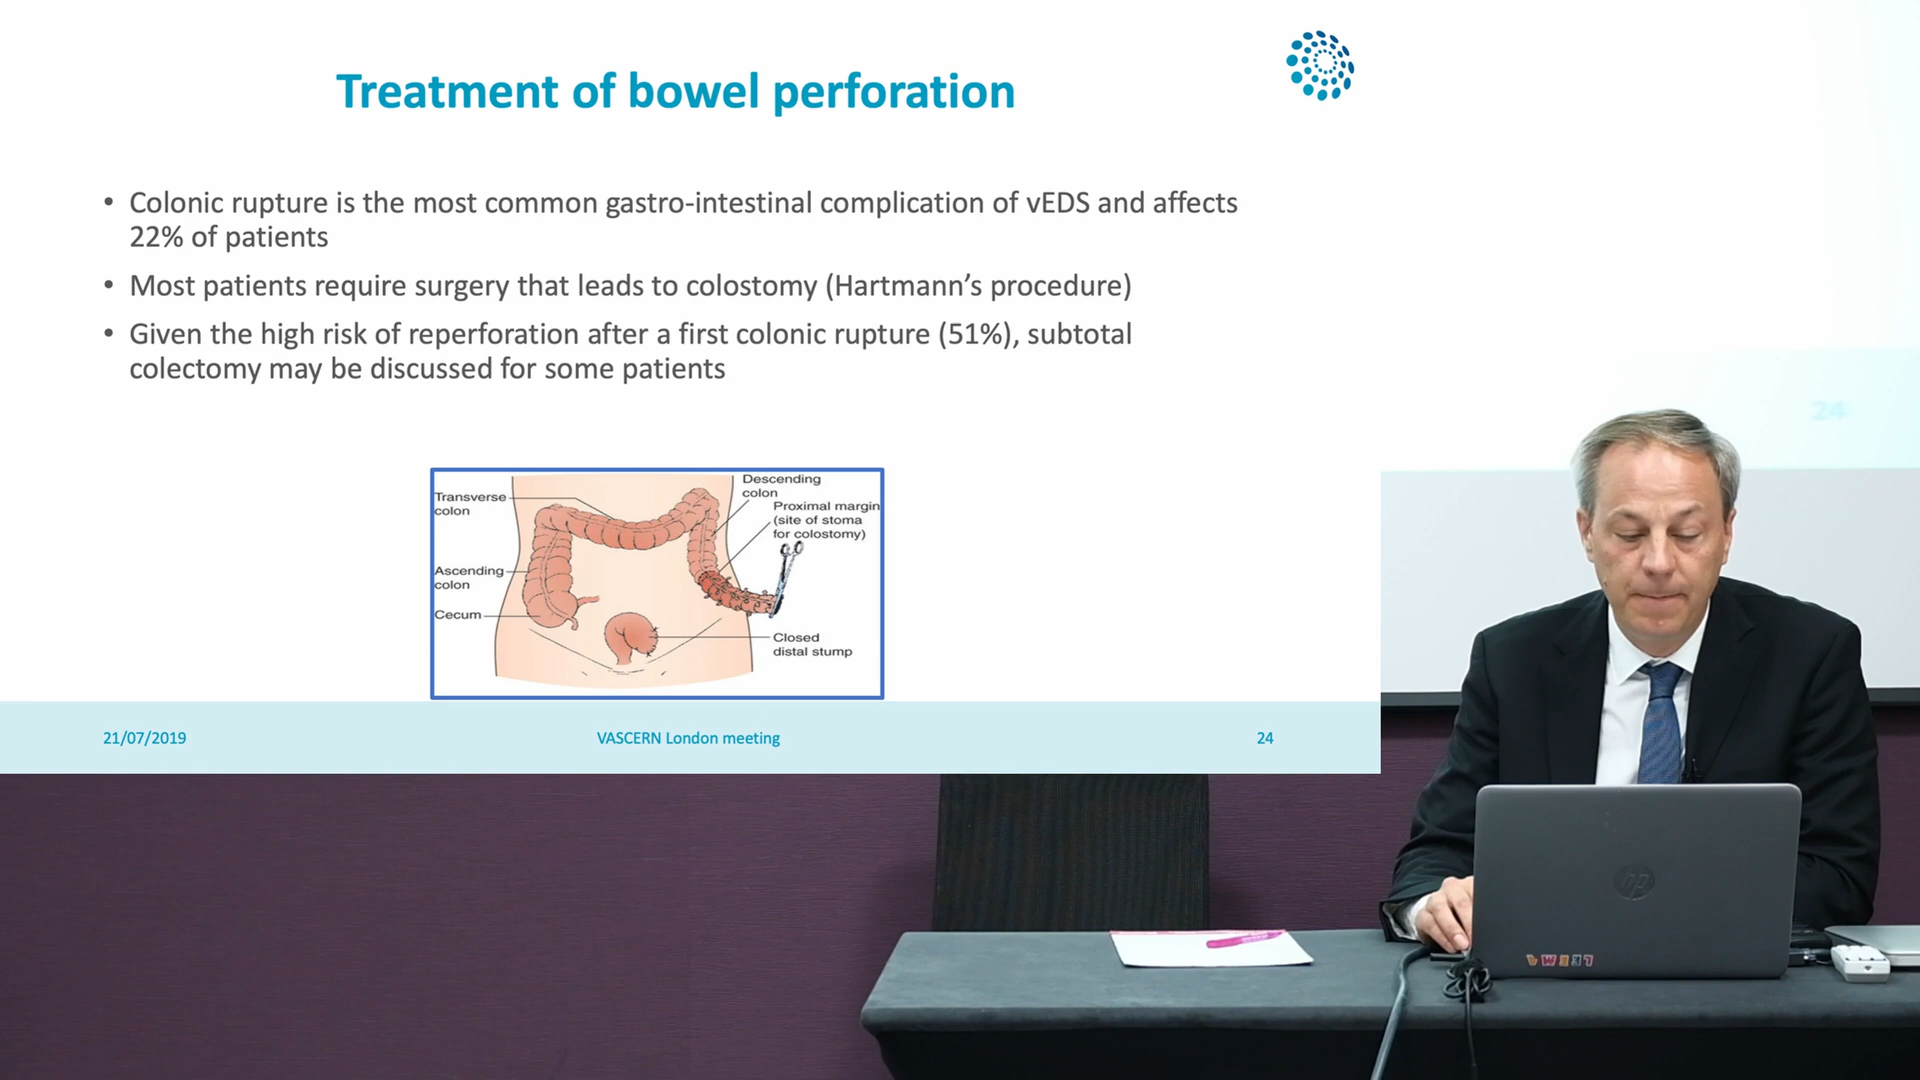 Treatment of bowel perforation
• Colonic rupture is the most common gastro-intestinal complication of vEDS and affects
22% of patients
• Most patients require surgery that leads to colostomy (Hartmann’s procedure)
• Given the high risk of reperforation after a first colonic rupture (51%), subtotal
colectomy may be discussed for some patients
Transverse
colon
Descending
colon
Proximal margin
(site of stoma
for colostomy)
Ascending
colon
Cecum
Closed
distal stump
21/07/2019
VASCERN London meeting
24
24
hp